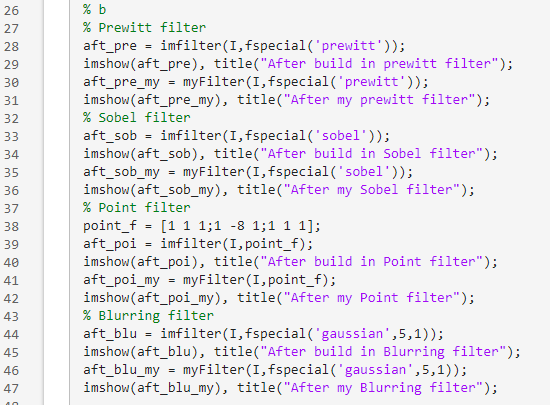 26 % b
27 % Prewitt filter
28 aft_pre = imfilter(I,fspecial('prewitt'));
29 imshow(aft_pre), title("After build in prewitt filter");
30 aft_pre_my = myFilter(I,fspecial('prewitt'));
31 imshow(aft_pre_my), title("After my prewitt filter");
32 % Sobel filter
33 aft_sob = imfilter(I,fspecial('sobel'));
34 imshow(aft_sob), title("After build in Sobel filter");
35 aft_sob_my = myFilter(I,fspecial('sobel'));
36 imshow(aft_sob_my), title("After my Sobel filter");
37 % Point filter
38 point_f = [1 1 1;1 -8 1;1 1 1];
39 aft_poi = imfilter(I,point_f);
40 imshow(aft_poi), title("After build in Point filter");
41 aft_poi_my = myFilter(I,point_f);
42 imshow(aft_poi_my), title("After my Point filter");
43 % Blurring filter
44 aft_blu = imfilter(I,fspecial('gaussian',5,1));
45 imshow(aft_blu), title("After build in Blurring filter");
46 aft_blu_my = myFilter(I,fspecial('gaussian',5,1));
47 imshow(aft_blu_my), title("After my Blurring filter");